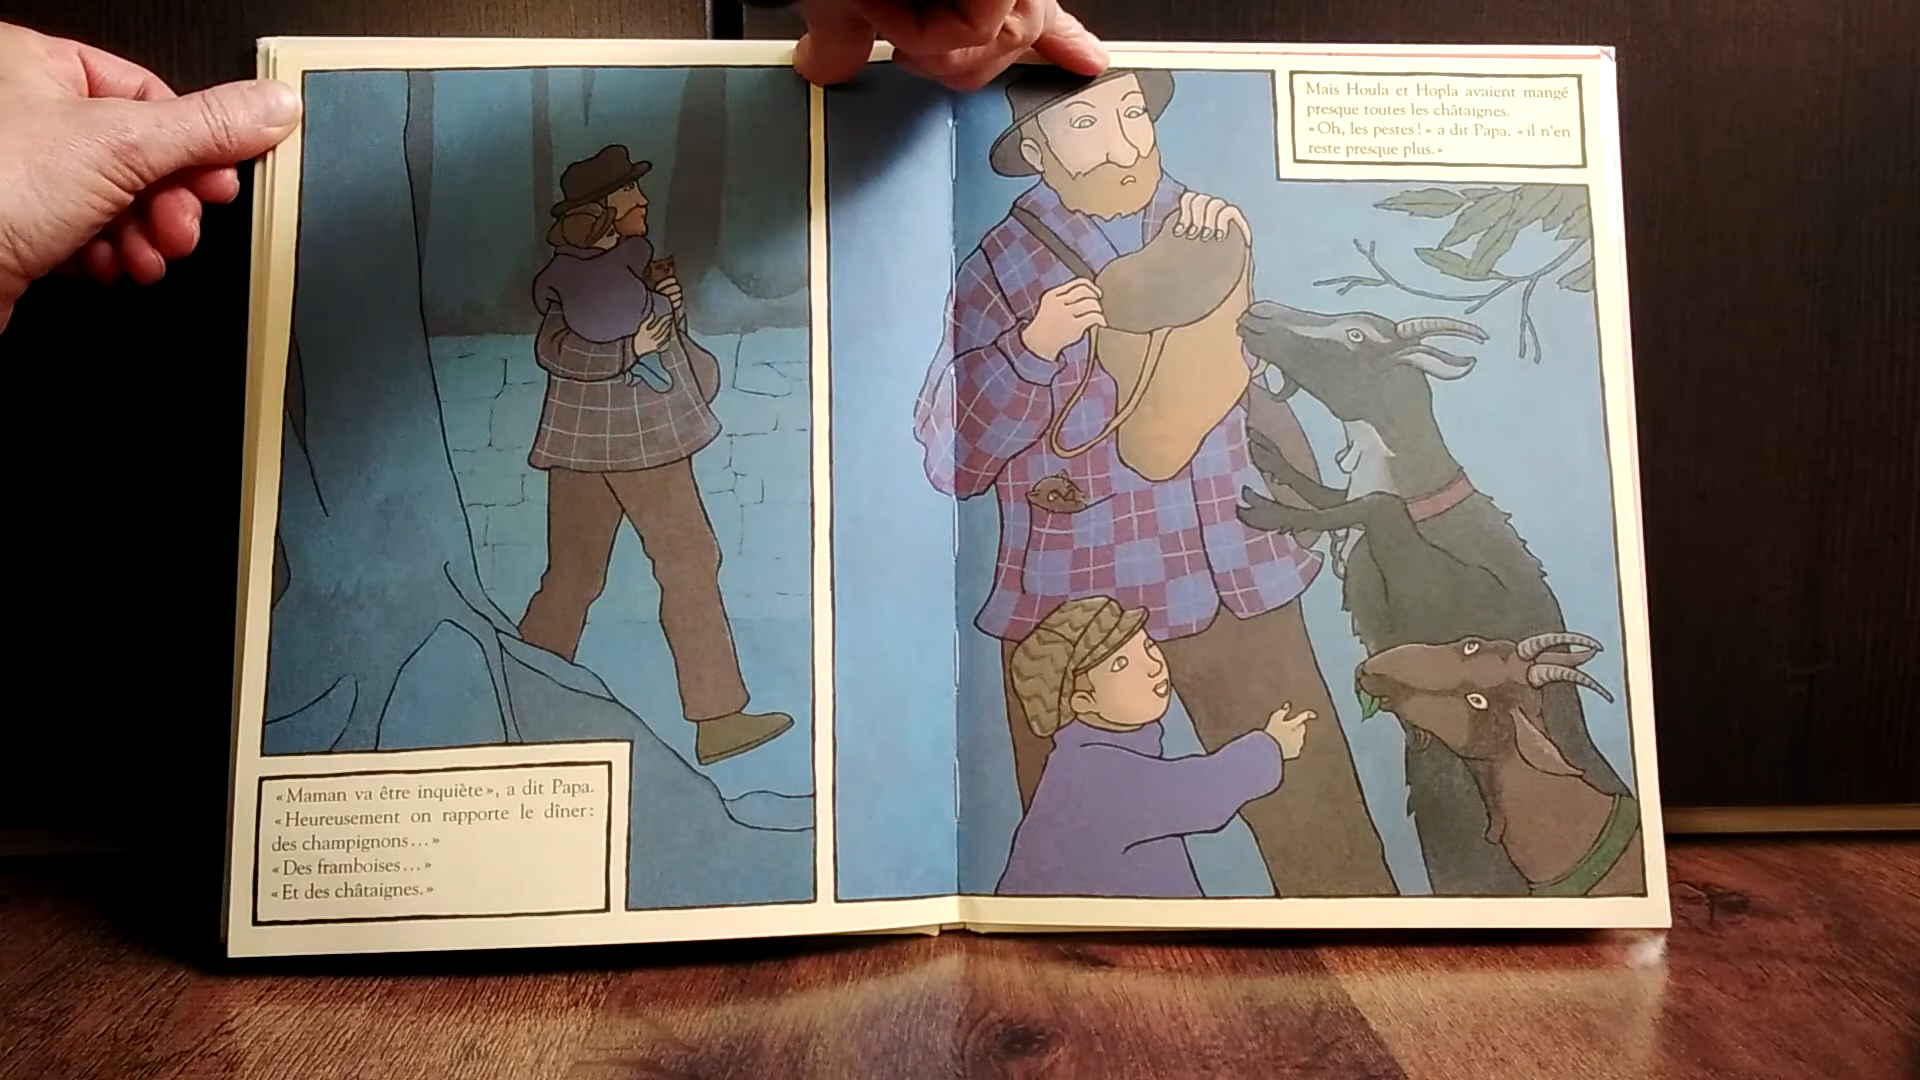 «Maman va être inquiète», a dit Papa.
«Heureusement on rapporte le dîner:
des champignons...»
«Des framboises...»
«Et des châtaignes.»
Mais Houla et Hopla avaient mangé
presque toutes les châtaignes.
«Oh, les pestes!» a dit Papa, «il n'en
reste presque plus.»